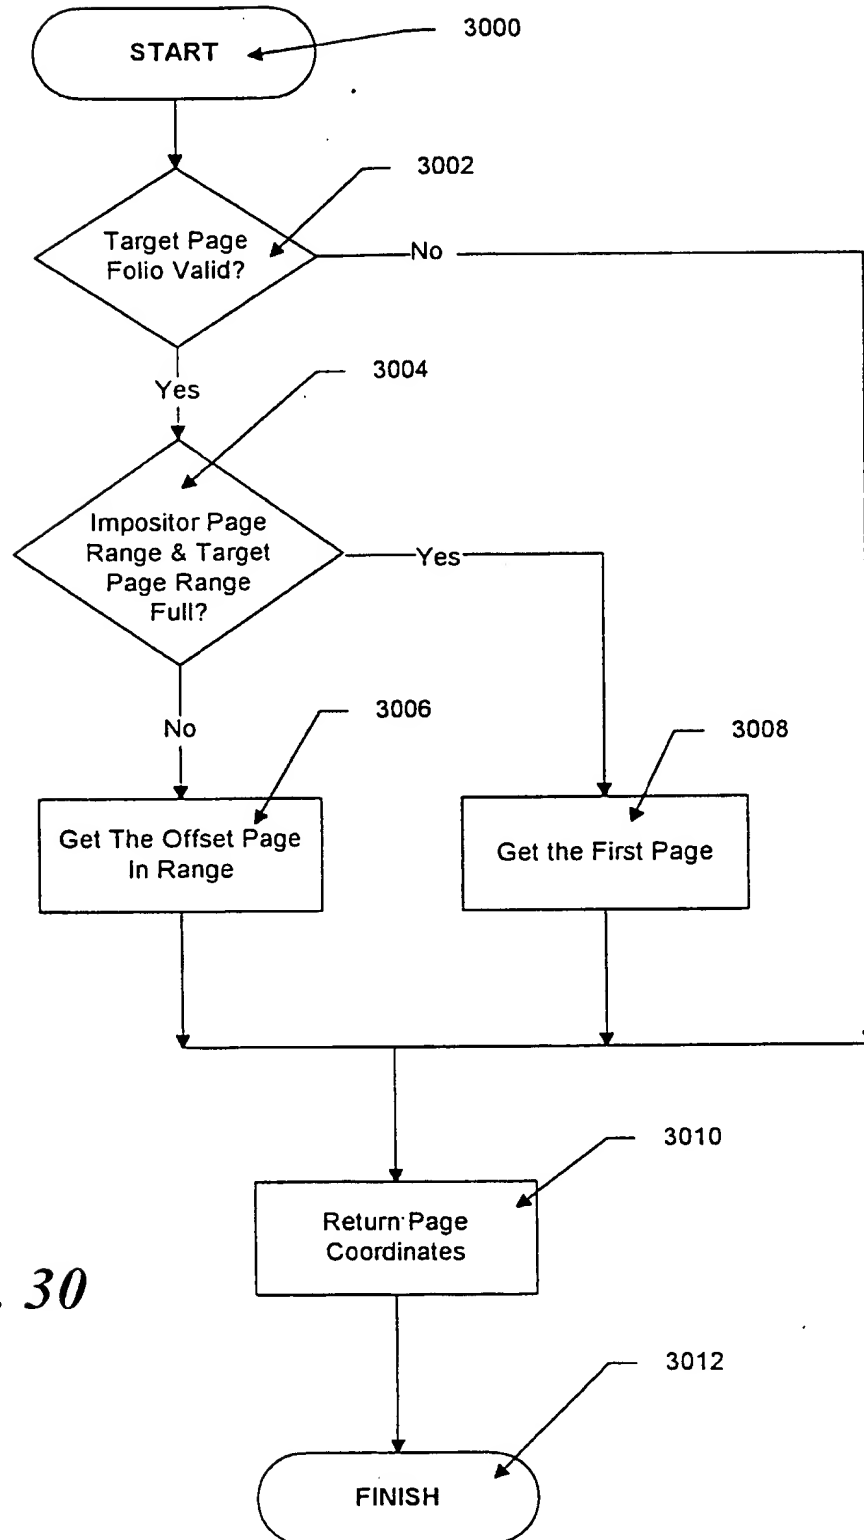 3000
START
3002
Target Page
Folio Valid?
No
3004
Yes
Impositor Page
Range & Target
Page Range
Full?
Yes
No
3006
3008
Get The Offset Page
In Range
Get the First Page
3010
Return Page
Coordinates
. 30
3012
FINISH